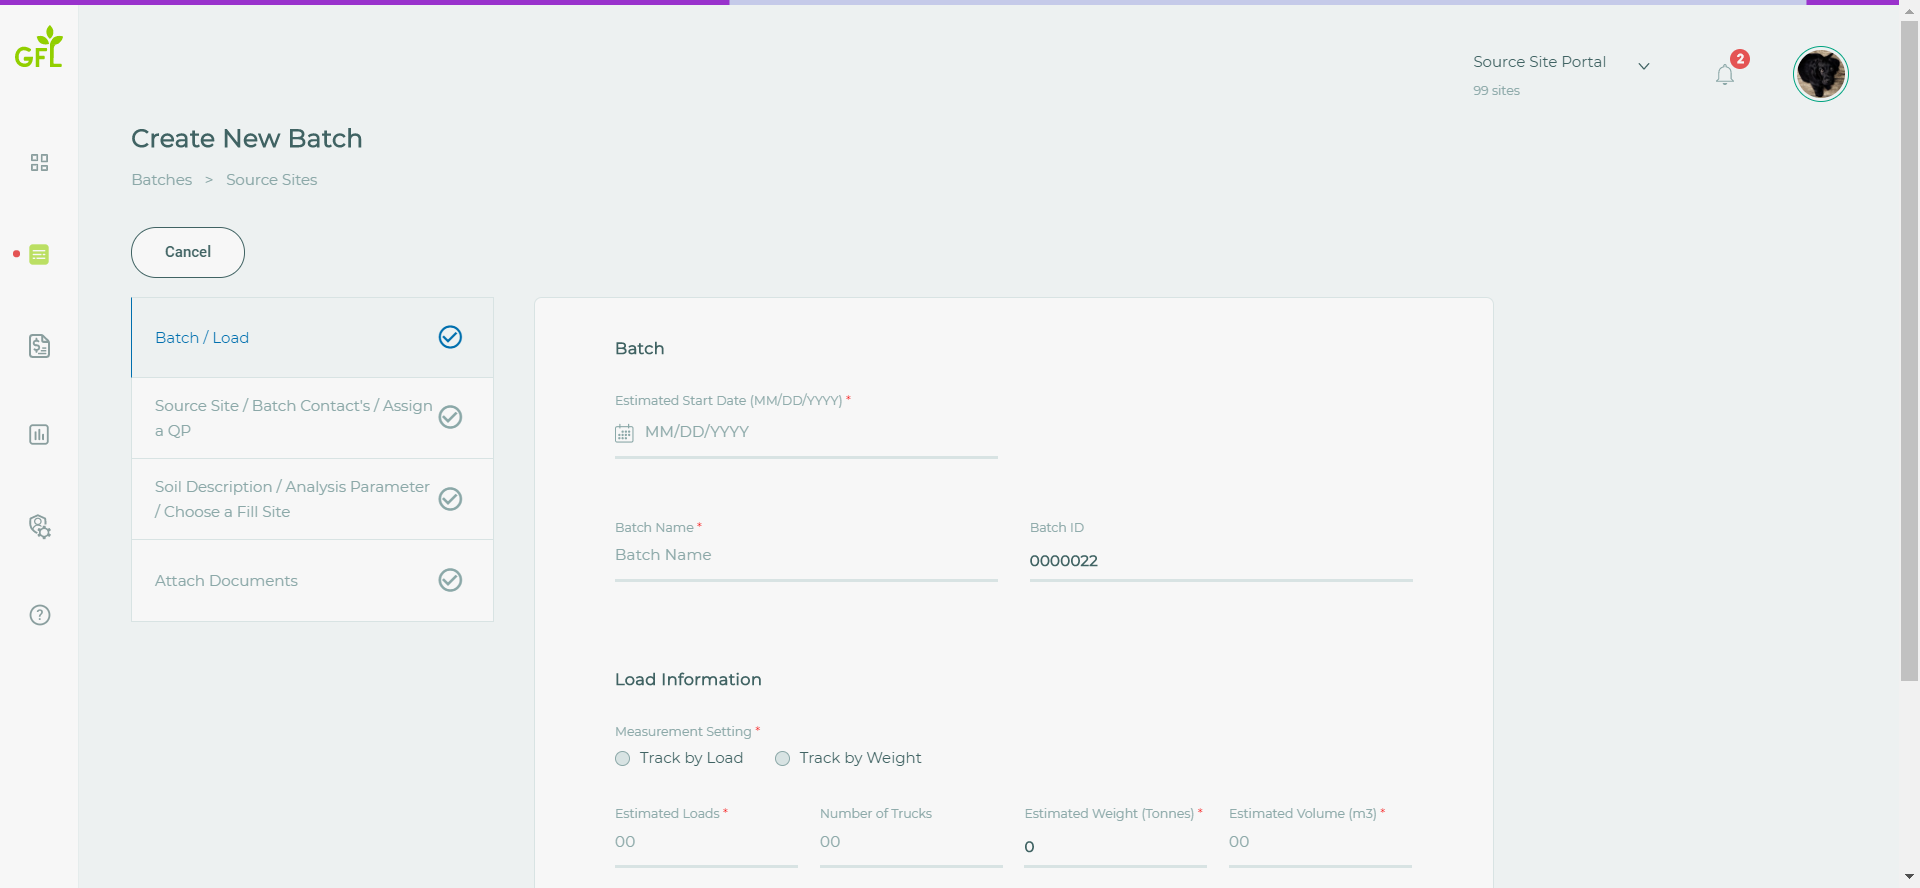 GFL
Source Site Portal
99 sites
2
Create New Batch
Batches > Source Sites
Cancel
Batch / Load
Source Site / Batch Contact's / Assign
a QP
Soil Description / Analysis Parameter
/ Choose a Fill Site
Attach Documents
Batch
Estimated Start Date (MM/DD/YYYY) *
MM/DD/YYYY
Batch Name *
Batch Name
Batch ID
0000022
Load Information
Measurement Setting *
Track by Load
Track by Weight
Estimated Loads *
00
Number of Trucks
00
Estimated Weight (Tonnes) *
0
Estimated Volume (m3) *
00